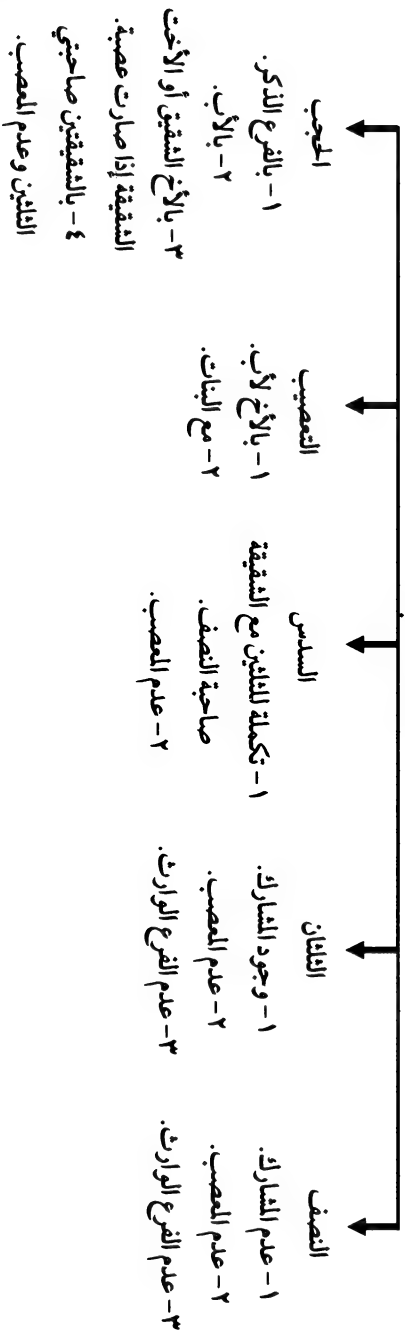 النصف
١- عدم المشارك.
٢- عدم المعصب.
٣- عدم الفرع الوارث.
الثلثان
١- وجود المشارك.
٢- عدم المعصب.
٣- عدم الفرع الوارث.
السدس
١- تكملة للثلثين مع الشقيقة
صاحبة النصف.
٢- عدم المعصب.
التعصيب
١- بالأخ لأب.
٢- مع البنات.
الحجب
١- بالفرع الذكر.
٢- بالأب.
٣- بالأخ الشقيق أو الأخت
الشقيقة إذا صارت عصبة.
٤- بالشقيقتين صاحبتي
الثلثين وعدم المعصب.